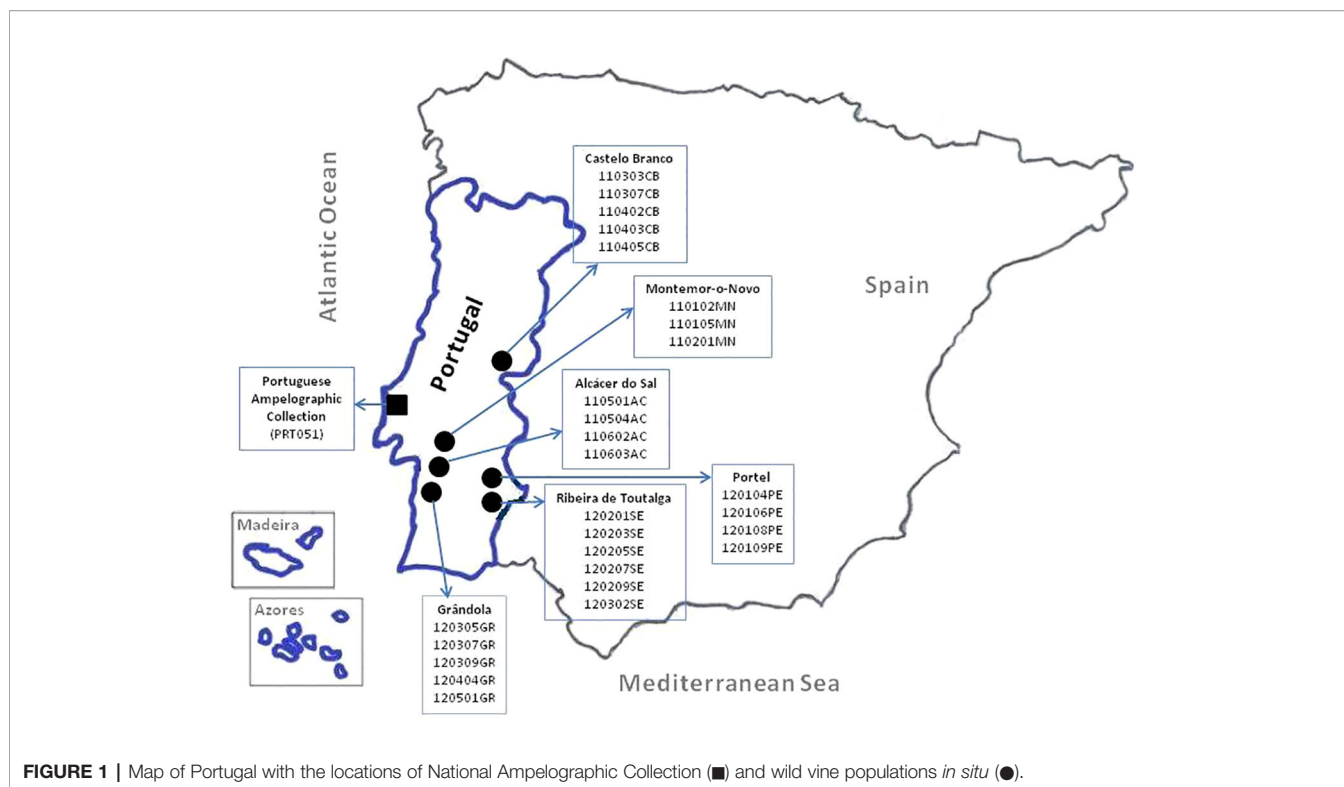 Atlantic Ocean
Castelo Branco
110303CB
110307CB
110402CB
110403CB
110405CB
Montemor-o-Novo
110102MN
110105MN
110201MN
Spain
Portugal
Portuguese
Ampelographic
Collection
(PRT051)
Alcácer do Sal
110501AC
110504AC
110602AC
110603AC
Portel
120104PE
120106PE
120108PE
120109PE
Ribeira de Toutalga
120201SE
120203SE
120205SE
120207SE
120209SE
120302SE
Madeira
Azores
Grândola
120305GR
120307GR
120309GR
120404GR
120501GR
Mediterranean Sea
FIGURE 1 | Map of Portugal with the locations of National Ampelographic Collection (■) and wild vine populations in situ (●).